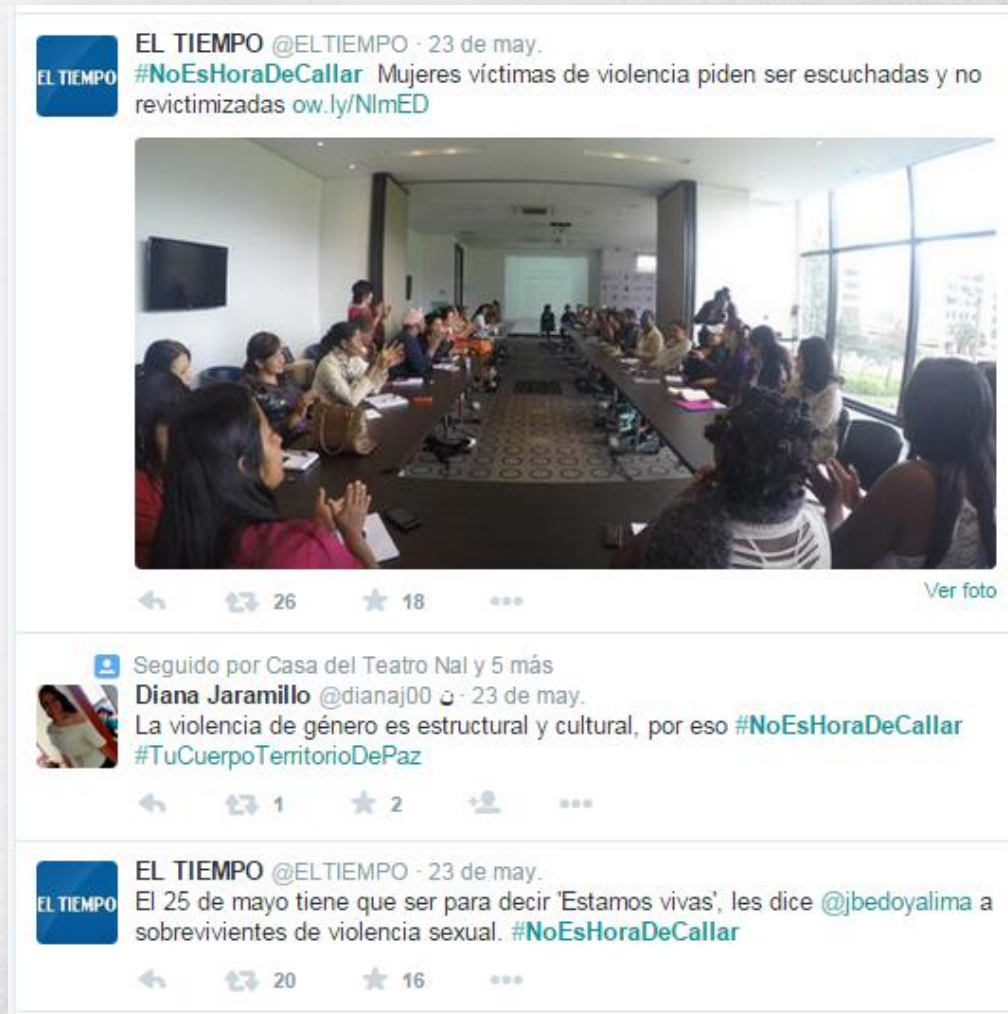 EL TIEMPO @ELTIEMPO · 23 de may.
EL TIEMPO
#NoEsHoraDeCallar Mujeres víctimas de violencia piden ser escuchadas y no
revictimizadas ow.ly/NlmED
26 18
Ver foto
Seguido por Casa del Teatro Nal y 5 más
Diana Jaramillo @dianaj00 ن · 23 de may.
La violencia de género es estructural y cultural, por eso #NoEsHoraDeCallar
#TuCuerpoTerritorioDePaz
1 2
EL TIEMPO @ELTIEMPO · 23 de may.
EL TIEMPO
El 25 de mayo tiene que ser para decir 'Estamos vivas', les dice @jbedoyalima a
sobrevivientes de violencia sexual. #NoEsHoraDeCallar
20 16